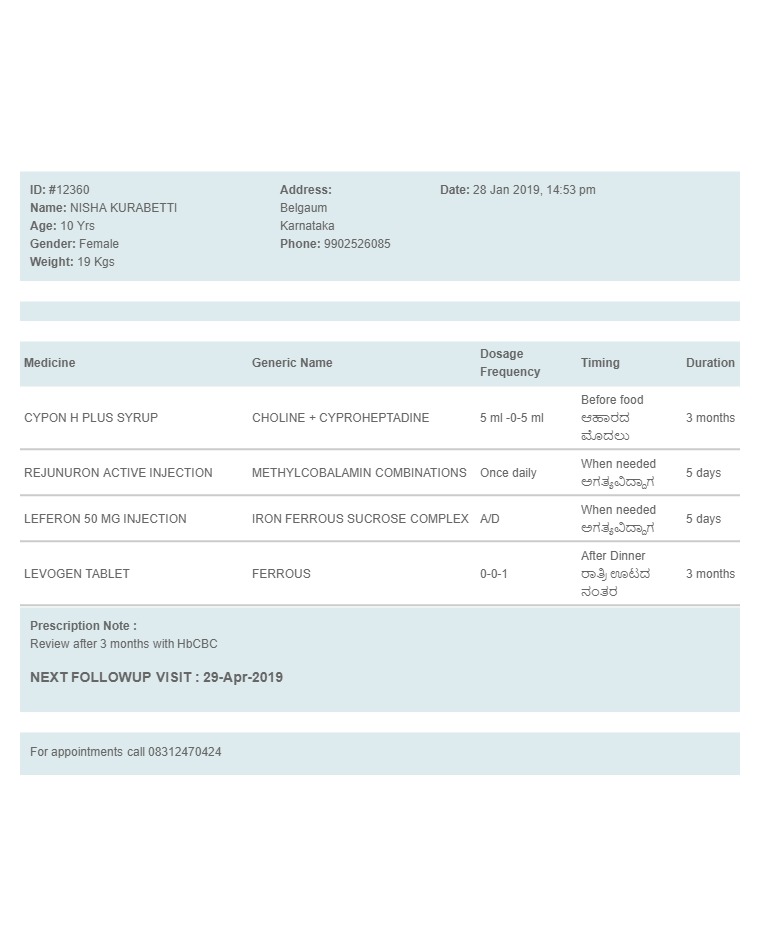 ID: #12360
Name: NISHA KURABETTI
Age: 10 Yrs
Gender: Female
Weight: 19 Kgs
Address:
Belgaum
Karnataka
Phone: 9902526085
Date: 28 Jan 2019, 14:53 pm
Medicine Generic Name Dosage Frequency Timing Duration
CYPON H PLUS SYRUP CHOLINE + CYPROHEPTADINE 5 ml -0-5 ml Before food ಆಹಾರದ ಮೊದಲು 3 months
REJUNURON ACTIVE INJECTION METHYLCOBALAMIN COMBINATIONS Once daily When needed ಅಗತ್ಯವಿದ್ದಾಗ 5 days
LEFERON 50 MG INJECTION IRON FERROUS SUCROSE COMPLEX A/D When needed ಅಗತ್ಯವಿದ್ದಾಗ 5 days
LEVOGEN TABLET FERROUS 0-0-1 After Dinner ರಾತ್ರಿ ಊಟದ ನಂತರ 3 months
Prescription Note :
Review after 3 months with HbCBC
NEXT FOLLOWUP VISIT : 29-Apr-2019
For appointments call 08312470424